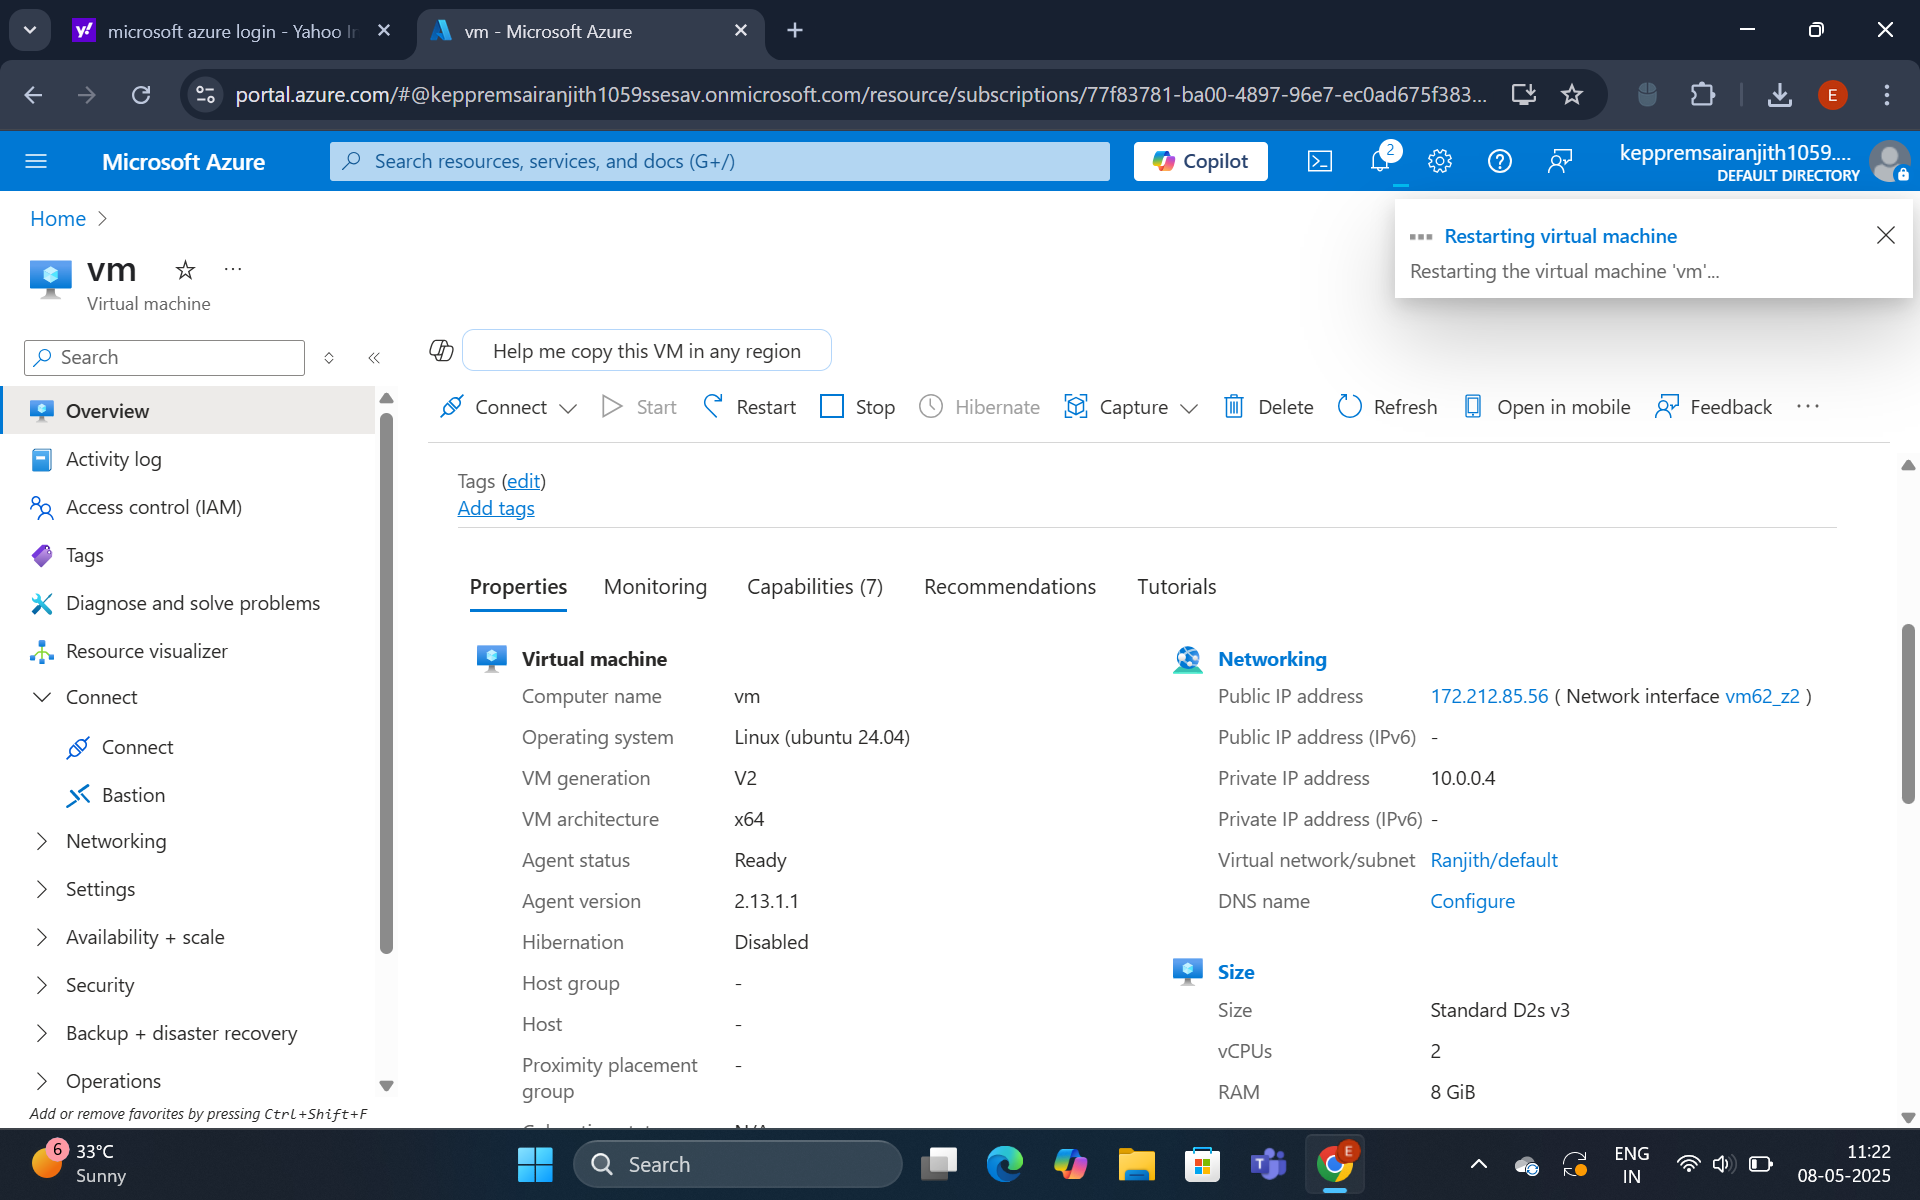 microsoft azure login - Yahoo In
vm - Microsoft Azure
portal.azure.com/#@keppremsairanjith1059ssesav.onmicrosoft.com/resource/subscriptions/77f83781-ba00-4897-96e7-ec0ad675f383...
E
Microsoft Azure
Search resources, services, and docs (G+/)
Copilot
2
keppremsairanjith1059....
DEFAULT DIRECTORY
Home
Restarting virtual machine
Restarting the virtual machine 'vm'...
vm
Virtual machine
Search
Help me copy this VM in any region
Connect
Start
Restart
Stop
Hibernate
Capture
Delete
Refresh
Open in mobile
Feedback
Overview
Activity log
Access control (IAM)
Tags
Diagnose and solve problems
Resource visualizer
Connect
Connect
Bastion
Networking
Settings
Availability + scale
Security
Backup + disaster recovery
Operations
Add or remove favorites by pressing Ctrl+Shift+F
Tags (edit)
Add tags
Properties
Monitoring
Capabilities (7)
Recommendations
Tutorials
Virtual machine
Computer name vm
Operating system Linux (ubuntu 24.04)
VM generation V2
VM architecture x64
Agent status Ready
Agent version 2.13.1.1
Hibernation Disabled
Host group -
Host -
Proximity placement group -
Networking
Public IP address 172.212.85.56 ( Network interface vm62_z2 )
Public IP address (IPv6) -
Private IP address 10.0.0.4
Private IP address (IPv6) -
Virtual network/subnet Ranjith/default
DNS name Configure
Size
Size Standard D2s v3
vCPUs 2
RAM 8 GiB
6
33°C
Sunny
Search
E
ENG
IN
11:22
08-05-2025